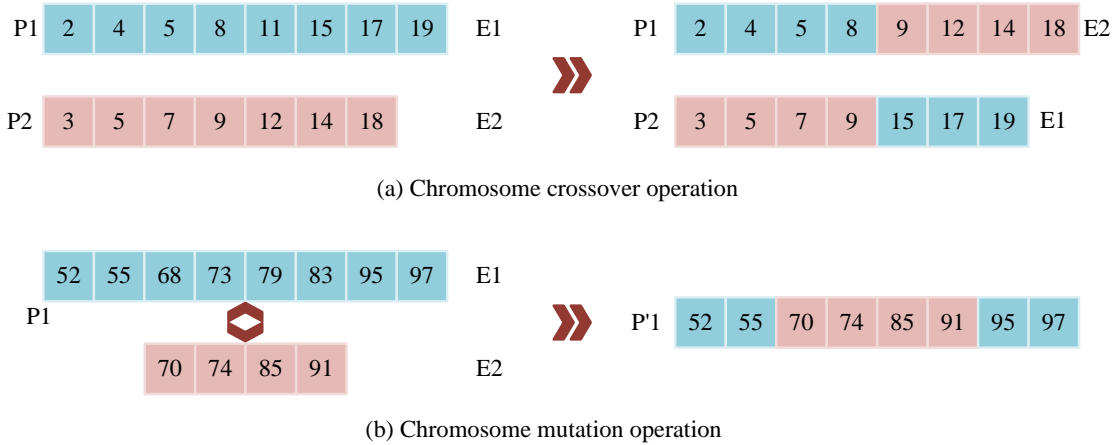 P1 2 4 5 8 11 15 17 19 E1
P1 2 4 5 8 9 12 14 18 E2
P2 3 5 7 9 12 14 18 E2
P2 3 5 7 9 15 17 19 E1
(a) Chromosome crossover operation
52 55 68 73 79 83 95 97 E1
P1
70 74 85 91 E2
P'1 52 55 70 74 85 91 95 97
(b) Chromosome mutation operation